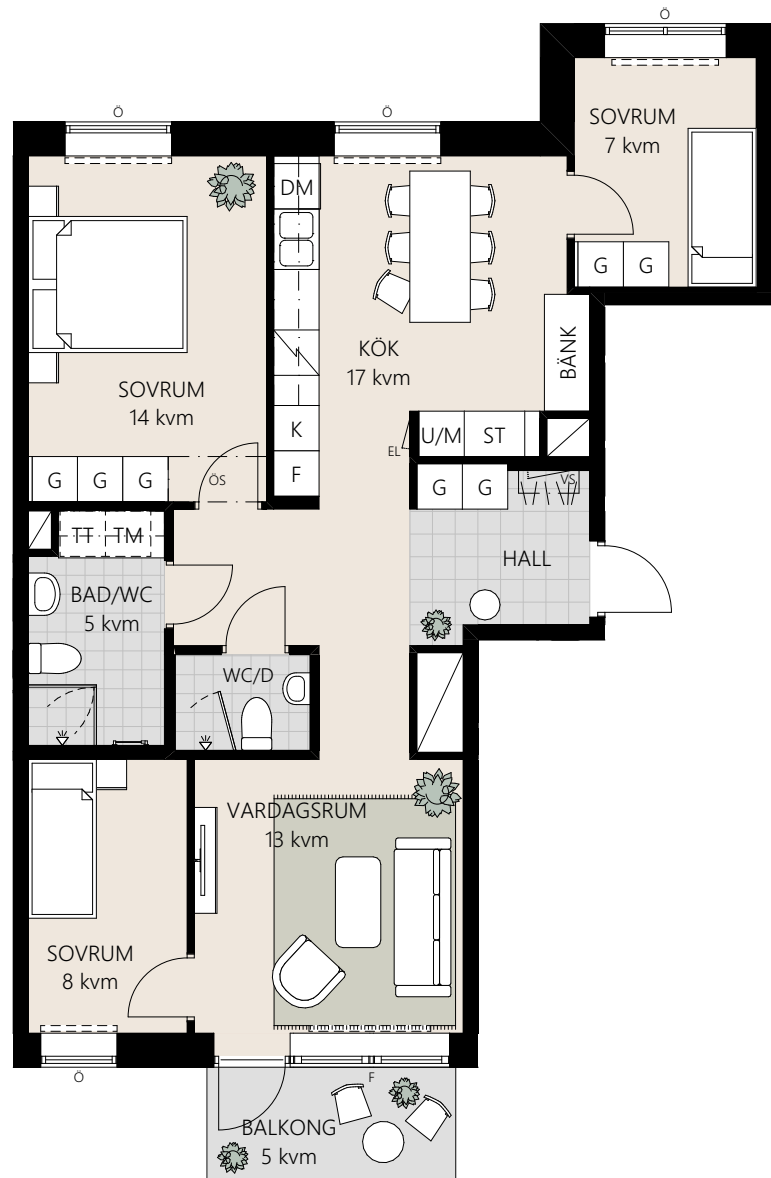 Ö
Ö
Ö
SOVRUM
7 kvm
DM
G G
BÄNK
KÖK
17 kvm
SOVRUM
14 kvm
K
F
U/M ST
EL
G G G
ÖS
G G
VS
TT TM
HALL
BAD/WC
5 kvm
WC/D
VARDAGSRUM
13 kvm
SOVRUM
8 kvm
Ö
F
BALKONG
5 kvm